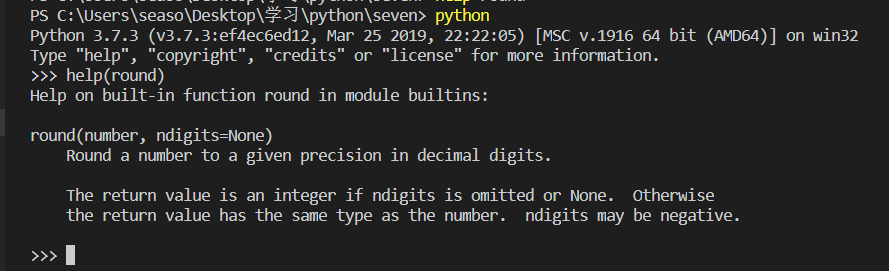 PS C:\Users\seaso\Desktop\学习\python\seven> python
Python 3.7.3 (v3.7.3:ef4ec6ed12, Mar 25 2019, 22:22:05) [MSC v.1916 64 bit (AMD64)] on win32
Type "help", "copyright", "credits" or "license" for more information.
>>> help(round)
Help on built-in function round in module builtins:
round(number, ndigits=None)
Round a number to a given precision in decimal digits.
The return value is an integer if ndigits is omitted or None.  Otherwise
the return value has the same type as the number.  ndigits may be negative.
>>>